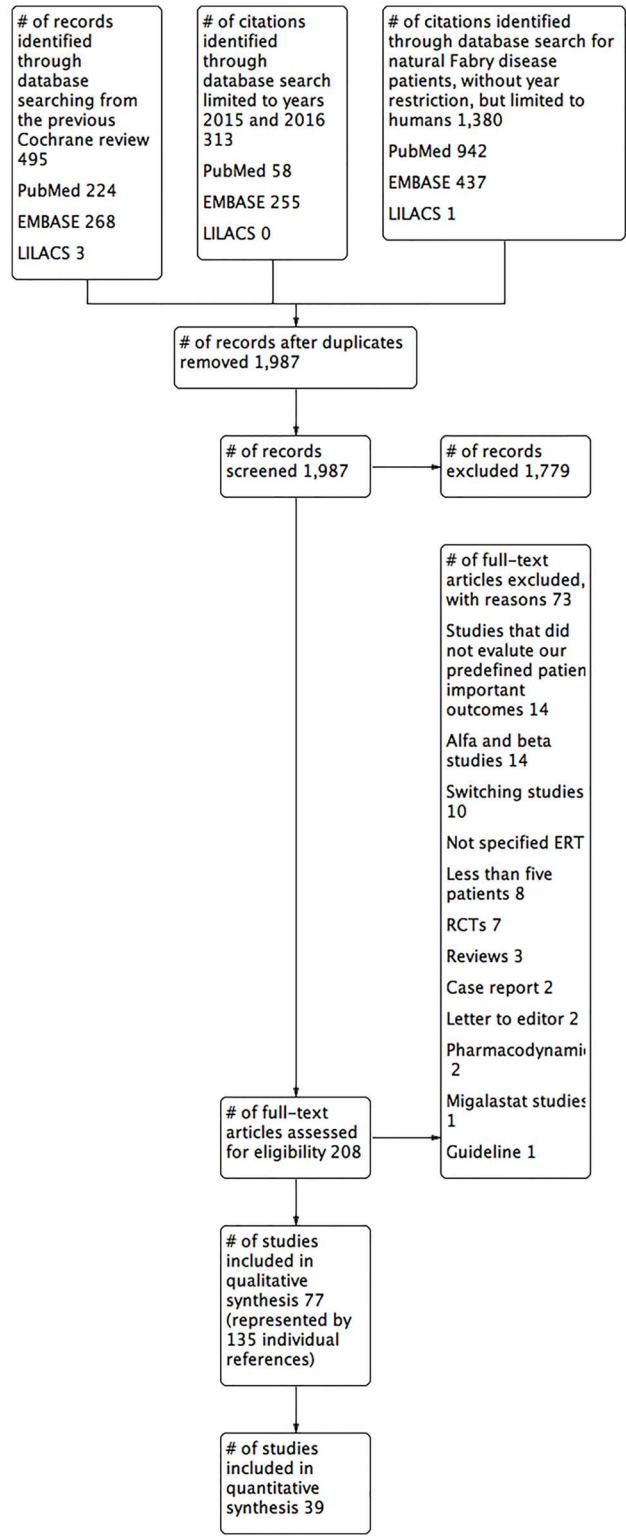 # of records
identified
through
database
searching from
the previous
Cochrane review
495
PubMed 224
EMBASE 268
LILACS 3
# of citations
identified
through
database search
limited to years
2015 and 2016
313
PubMed 58
EMBASE 255
LILACS 0
# of citations identified
through database search for
natural Fabry disease
patients, without year
restriction, but limited to
humans 1,380
PubMed 942
EMBASE 437
LILACS 1
# of records after duplicates
removed 1,987
# of records
screened 1,987
# of records
excluded 1,779
# of full-text
articles excluded,
with reasons 73
Studies that did
not evalute our
predefined patien
important
outcomes 14
Alfa and beta
studies 14
Switching studies
10
Not specified ERT
Less than five
patients 8
RCTs 7
Reviews 3
Case report 2
Letter to editor 2
Pharmacodynami
2
Migalastat studies
1
Guideline 1
# of full-text
articles assessed
for eligibility 208
# of studies
included in
qualitative
synthesis 77
(represented by
135 individual
references)
# of studies
included in
quantitative
synthesis 39